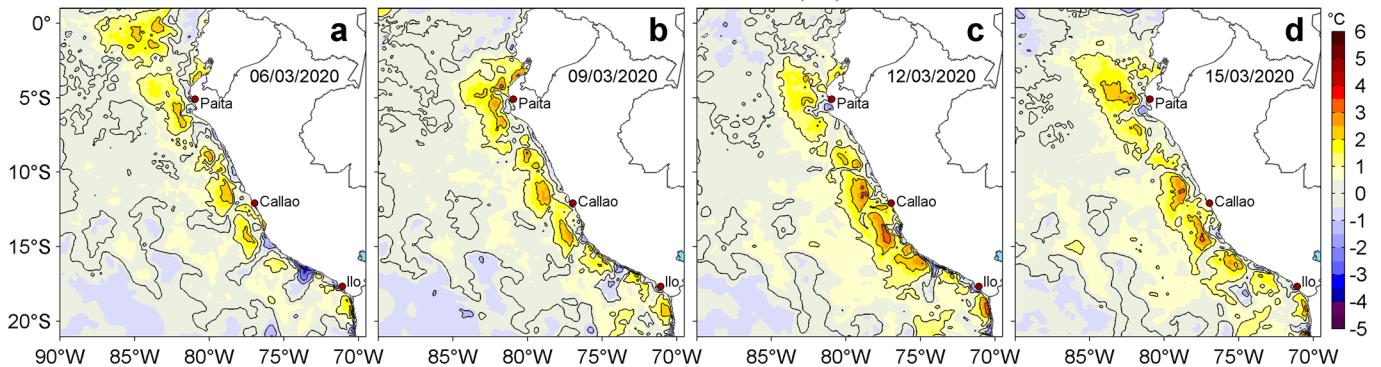 a b c d °C
0° 6
06/03/2020 09/03/2020 12/03/2020 15/03/2020 5
4
5°S Paita Paita Paita Paita 3
2
10°S 1
Callao Callao Callao Callao 0
-1
15°S -2
Ilo Ilo Ilo Ilo -3
-4
20°S -5
90°W 85°W 80°W 75°W 70°W 85°W 80°W 75°W 70°W 85°W 80°W 75°W 70°W 85°W 80°W 75°W 70°W